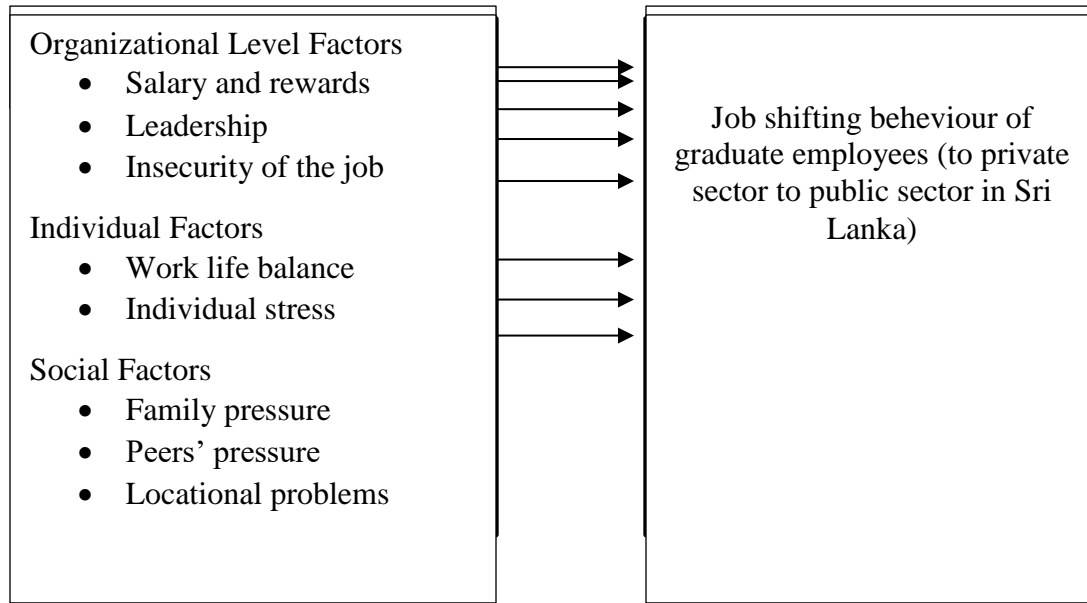 Organizational Level Factors
• Salary and rewards
• Leadership
• Insecurity of the job
Individual Factors
• Work life balance
• Individual stress
Social Factors
• Family pressure
• Peers’ pressure
• Locational problems
Job shifting beheviour of
graduate employees (to private
sector to public sector in Sri
Lanka)